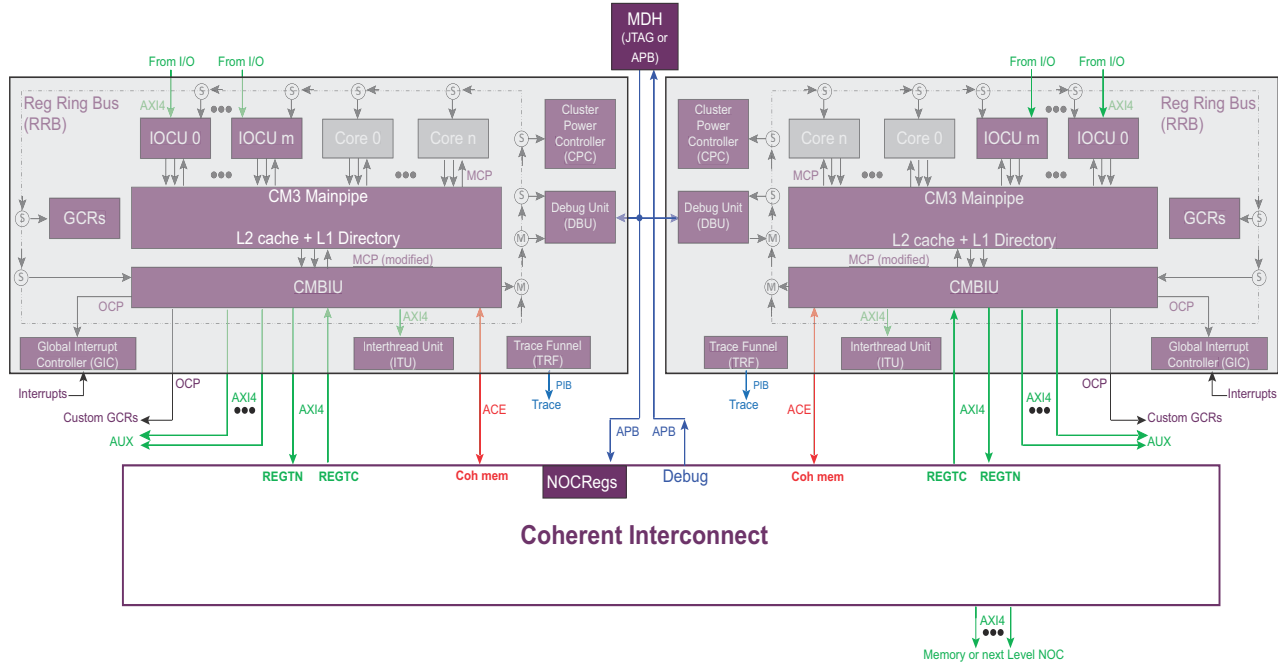 MDH
(JTAG or
APB)
From I/O
From I/O
From I/O
From I/O
Reg Ring Bus
(RRB)
AXI4
S
S
S
S
IOCU 0
IOCU m
Core 0
Core n
MCP
S
Cluster
Power
Controller
(CPC)
CM3 Mainpipe
L2 cache + L1 Directory
S
GCRs
S
Debug Unit
(DBU)
M
MCP (modified)
S
CMBIU
M
OCP
AXI4
Global Interrupt
Controller (GIC)
Interthread Unit
(ITU)
Trace Funnel
(TRF)
Interrupts
OCP
Custom GCRs
AUX
AXI4
AXI4
ACE
PIB
Trace
S
S
S
S
Reg Ring Bus
(RRB)
AXI4
Cluster
Power
Controller
(CPC)
S
Core n
Core 0
IOCU m
IOCU 0
MCP
CM3 Mainpipe
L2 cache + L1 Directory
Debug Unit
(DBU)
S
M
GCRs
S
MCP (modified)
M
CMBIU
S
AXI4
OCP
Trace Funnel
(TRF)
Interthread Unit
(ITU)
Global Interrupt
Controller (GIC)
PIB
Trace
ACE
AXI4
AXI4
OCP
Interrupts
Custom GCRs
AUX
APB
APB
REGTN
REGTC
Coh mem
NOCRegs
Debug
Coh mem
REGTC
REGTN
Coherent Interconnect
AXI4
Memory or next Level NOC